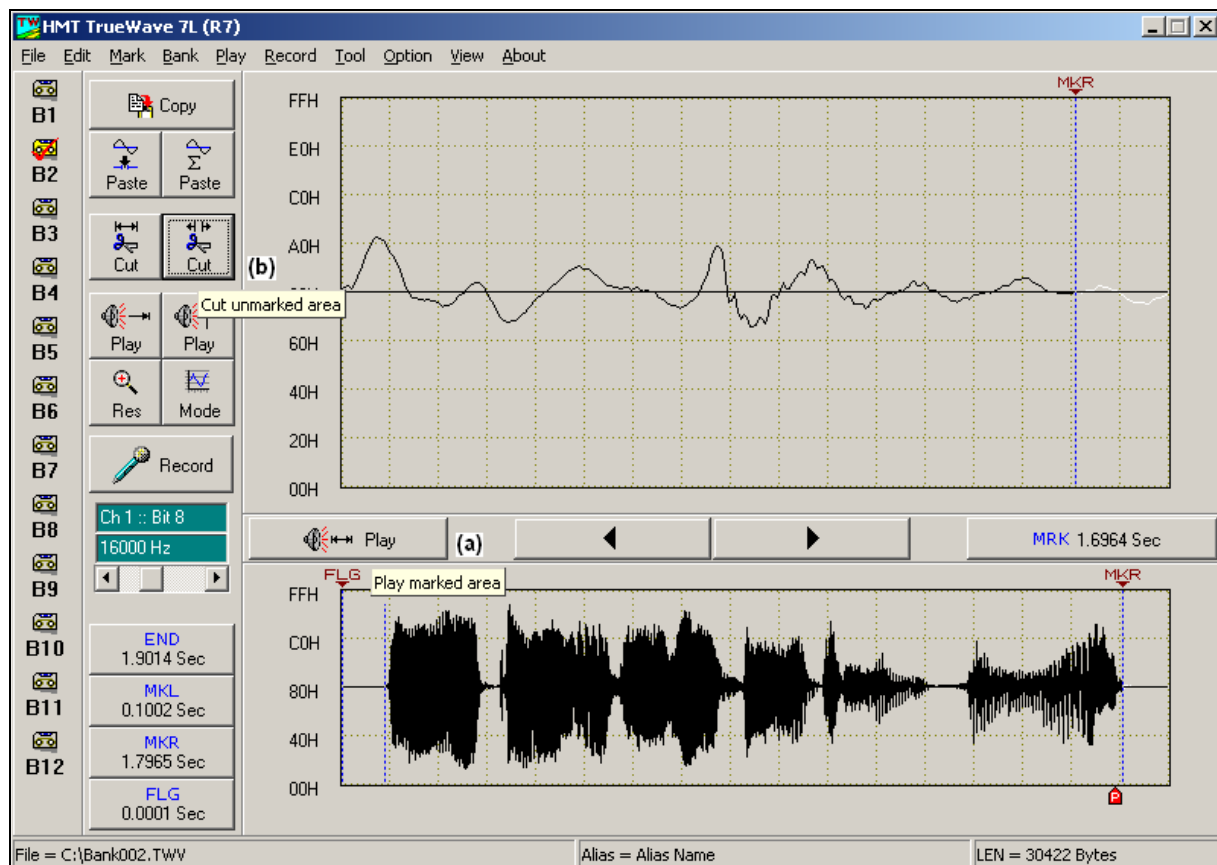 HMT TrueWave 7L (R7)
File Edit Mark Bank Play Record Tool Option View About
B1
B2
B3
B4
B5
B6
B7
B8
B9
B10
B11
B12
Copy
Paste Paste
Cut Cut
(b)
Cut unmarked area
Play Play
Res Mode
Record
Ch 1 :: Bit 8
16000 Hz
END
1.9014 Sec
MKL
0.1002 Sec
MKR
1.7965 Sec
FLG
0.0001 Sec
MKR
FFH
E0H
C0H
A0H
60H
40H
20H
00H
Play
(a)
MRK 1.6964 Sec
Play marked area
FLG
MKR
FFH
C0H
80H
40H
00H
P
File = C:\Bank002.TWV
Alias = Alias Name
LEN = 30422 Bytes